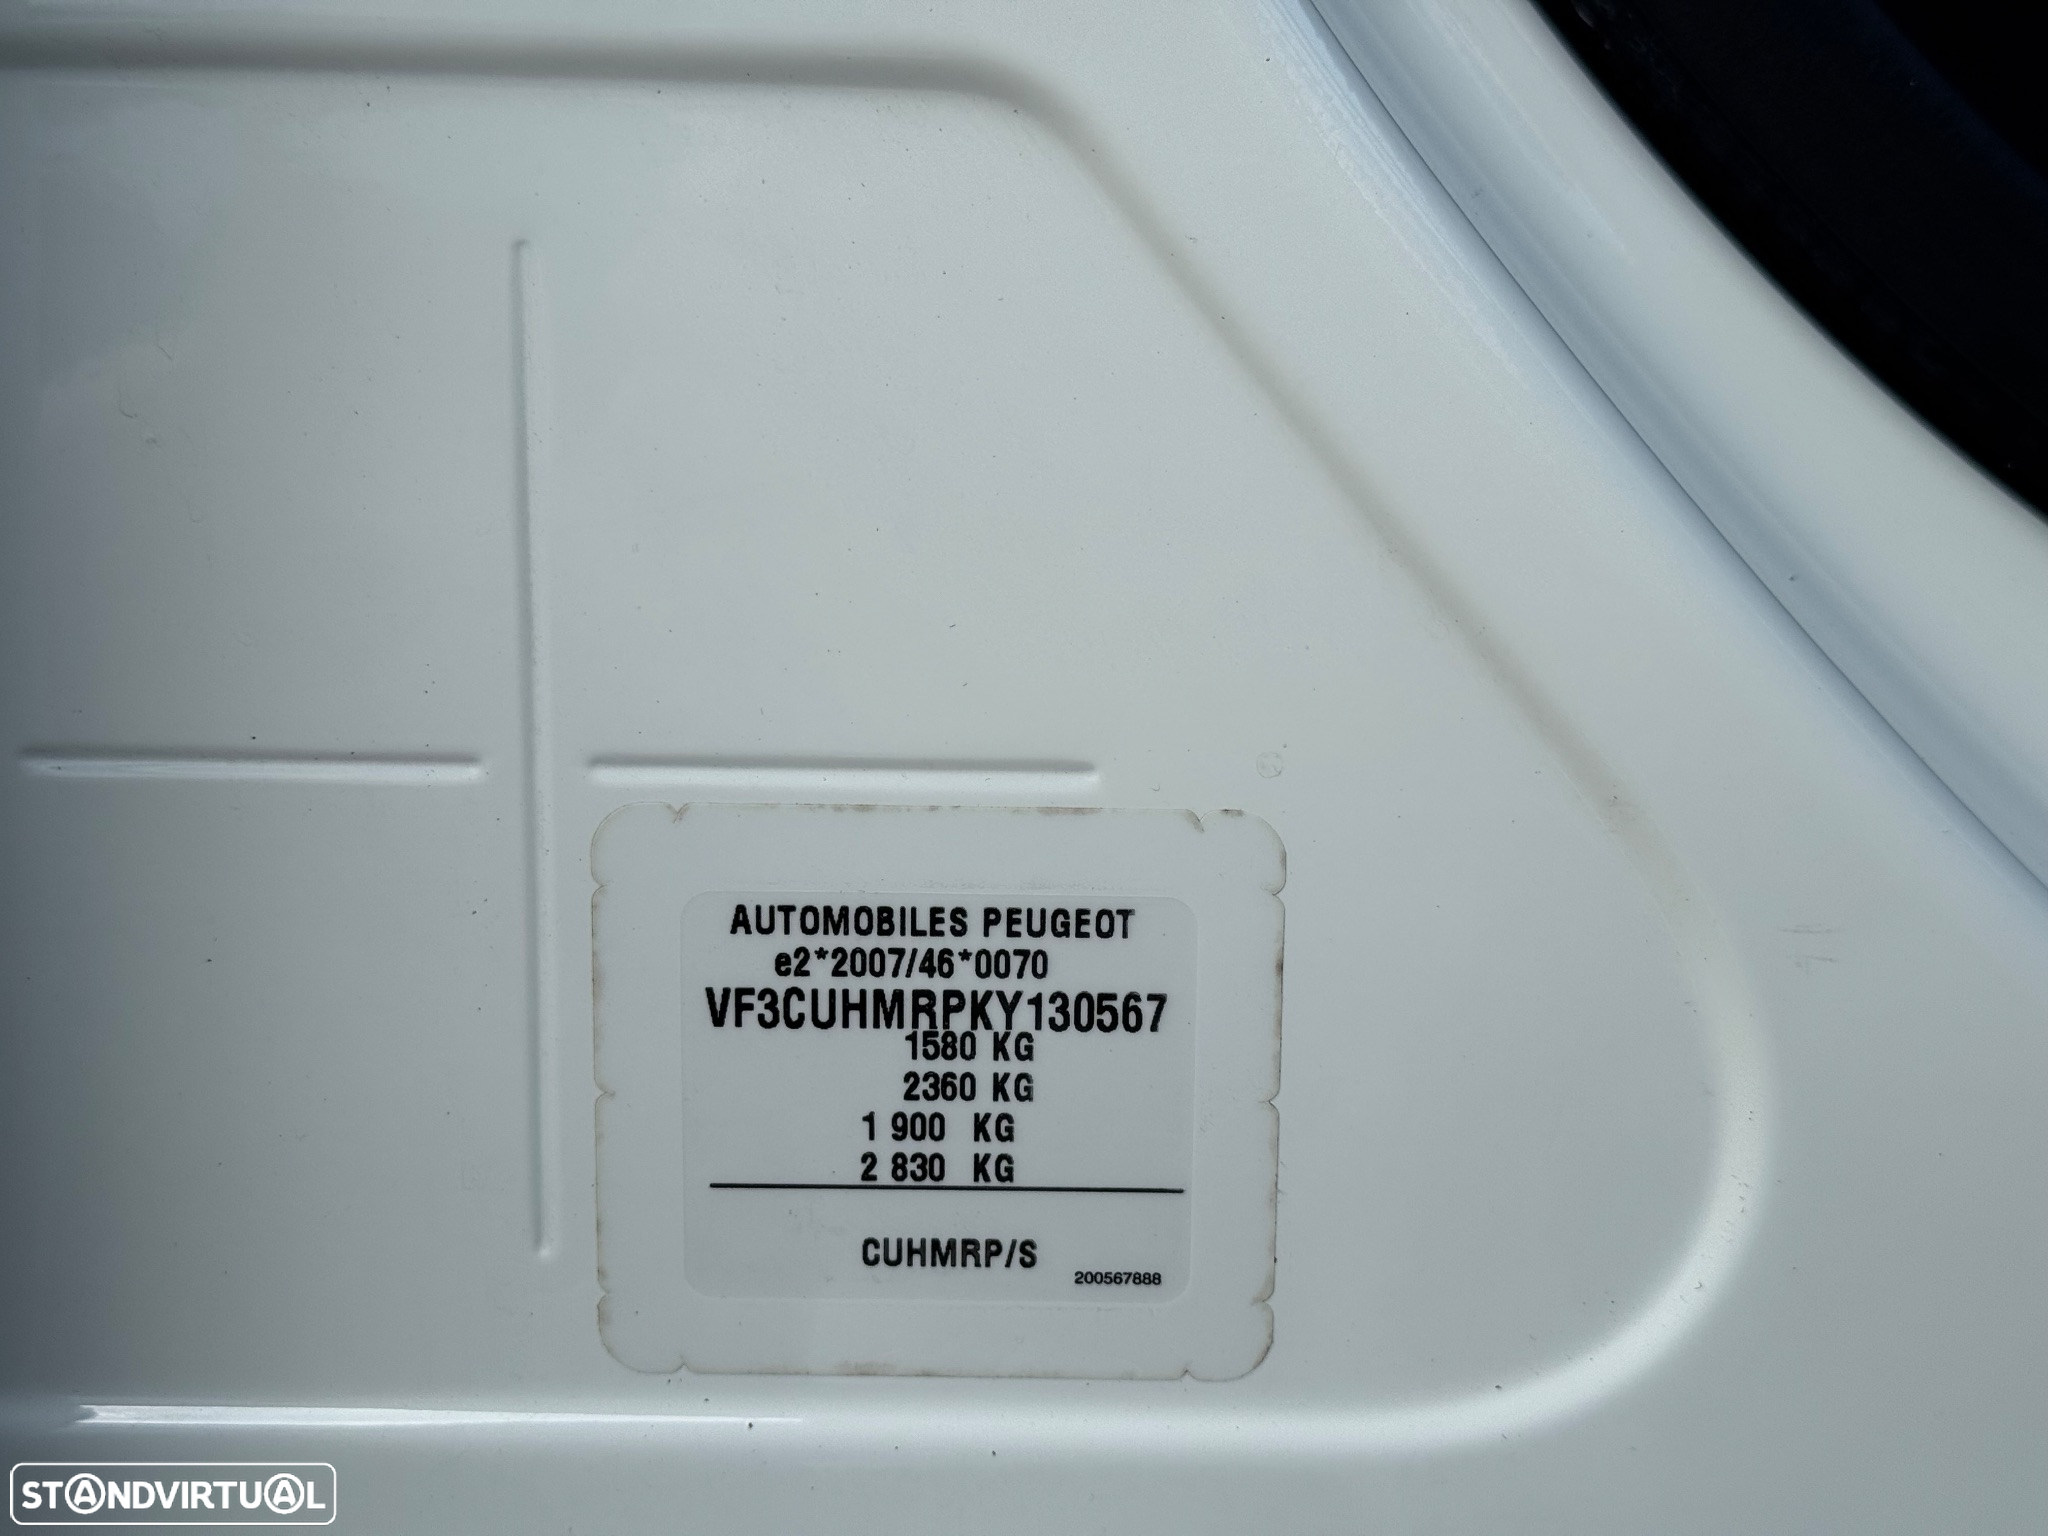 AUTOMOBILES PEUGEOT
e2*2007/46*0070
VF3CUHMRPKY130567
1580 KG
2360 KG
1 900 KG
2 830 KG
CUHMRP/S
200567888
STANDVIRTUAL